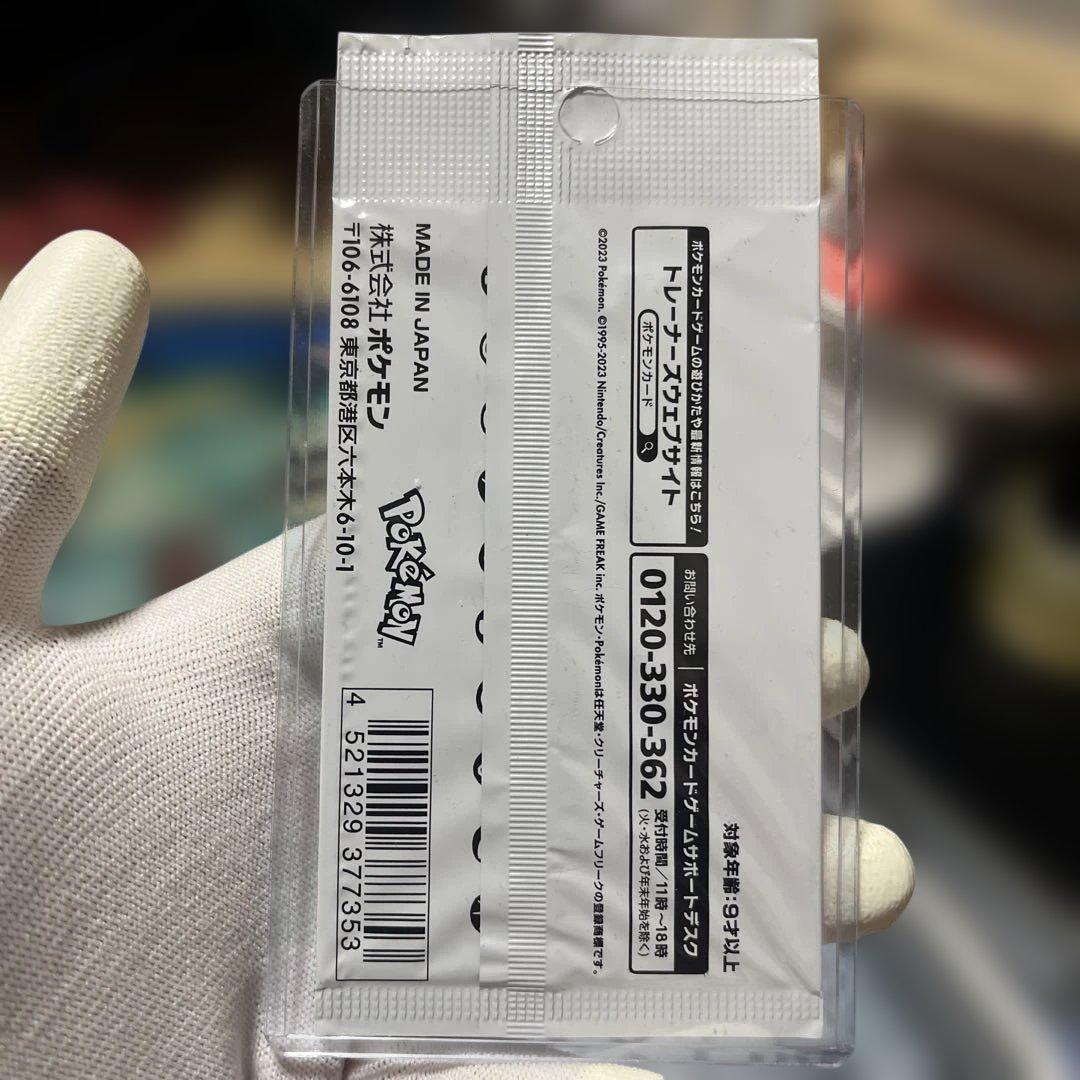 対象年齢：9才以上
ポケモンカードゲームの遊びかたや最新情報はこちら！
トレーナーズウェブサイト
ポケモンカード
お問い合わせ先
ポケモンカードゲームサポートデスク
0120-330-362
受付時間／11時～18時
（火・水および年末年始を除く）
©2023 Pokémon. ©1995-2023 Nintendo/Creatures Inc./GAME FREAK inc. ポケモン・Pokémonは任天堂・クリーチャーズ・ゲームフリークの登録商標です。
MADE IN JAPAN
株式会社 ポケモン
〒106-6108 東京都港区六本木6-10-1
POKéMON™
4 521329 377353